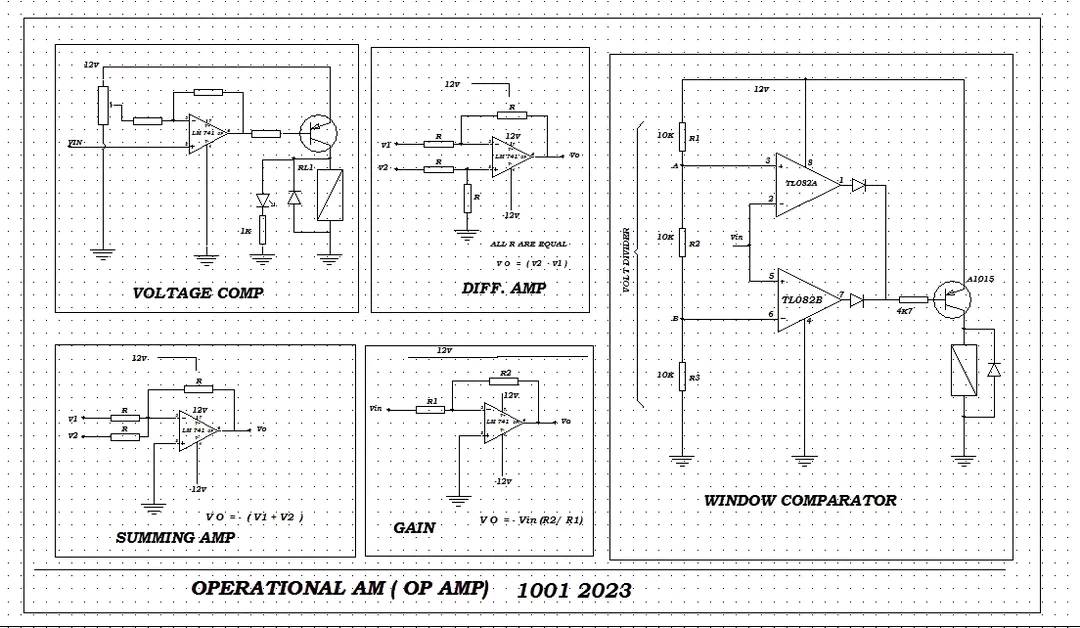 12v
VIN
LM 741
RL1
1K
VOLTAGE COMP
12v
R
V1
R
12v
LM 741
Vo
V2
R
R
-12v
ALL R ARE EQUAL
V O = ( V2 - V1 )
DIFF. AMP
12v
10K R1
A
3
8
TL082A
1
2
VOLT DIVIDER
10K R2
Vin
5
TL082B
7
6
4
B
4K7
A1015
10K R3
WINDOW COMPARATOR
12v
R
V1
R
12v
V2
R
LM 741
Vo
-12v
V O = - ( V1 + V2 )
SUMMING AMP
12v
R2
Vin
R1
12v
LM 741
Vo
-12v
V O = - Vin (R2/ R1)
GAIN
OPERATIONAL AM ( OP AMP) 1001 2023